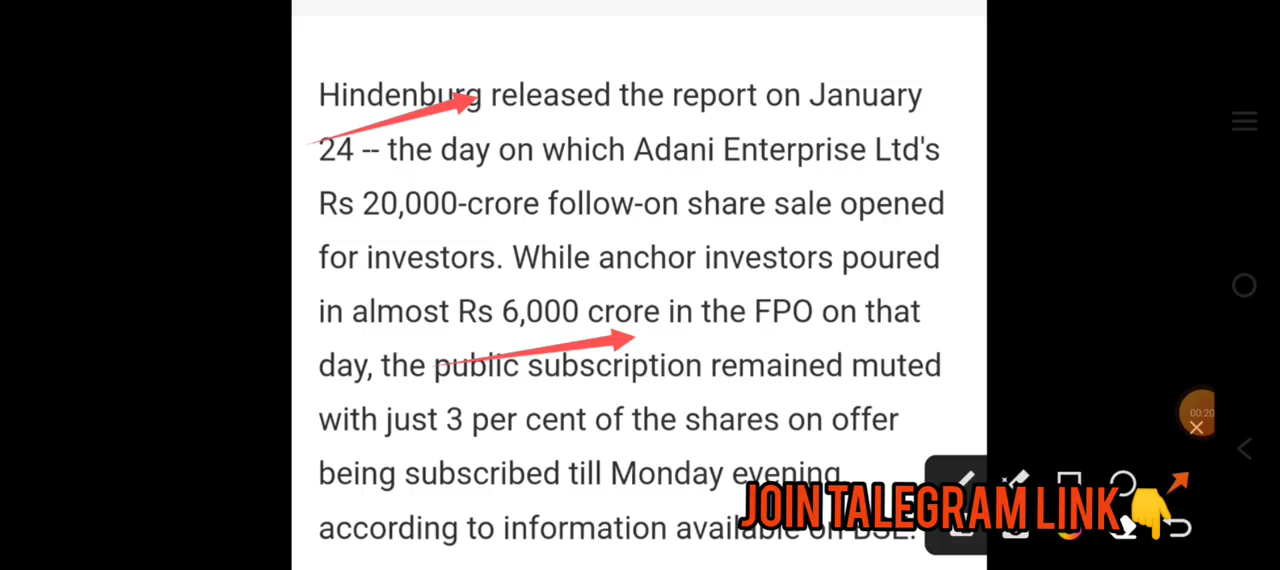 Hindenburg released the report on January
24 -- the day on which Adani Enterprise Ltd's
Rs 20,000-crore follow-on share sale opened
for investors. While anchor investors poured
in almost Rs 6,000 crore in the FPO on that
day, the public subscription remained muted
with just 3 per cent of the shares on offer
00:20
being subscribed till Monday evening,
JOIN TALEGRAM LINK
according to information available on BSE.